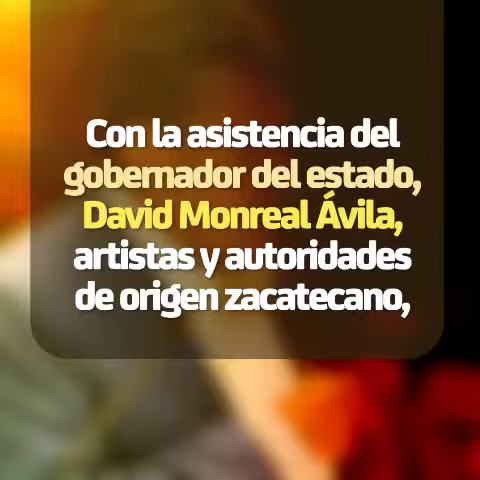 Con la asistencia del
gobernador del estado,
David Monreal Ávila,
artistas y autoridades
de origen zacatecano,